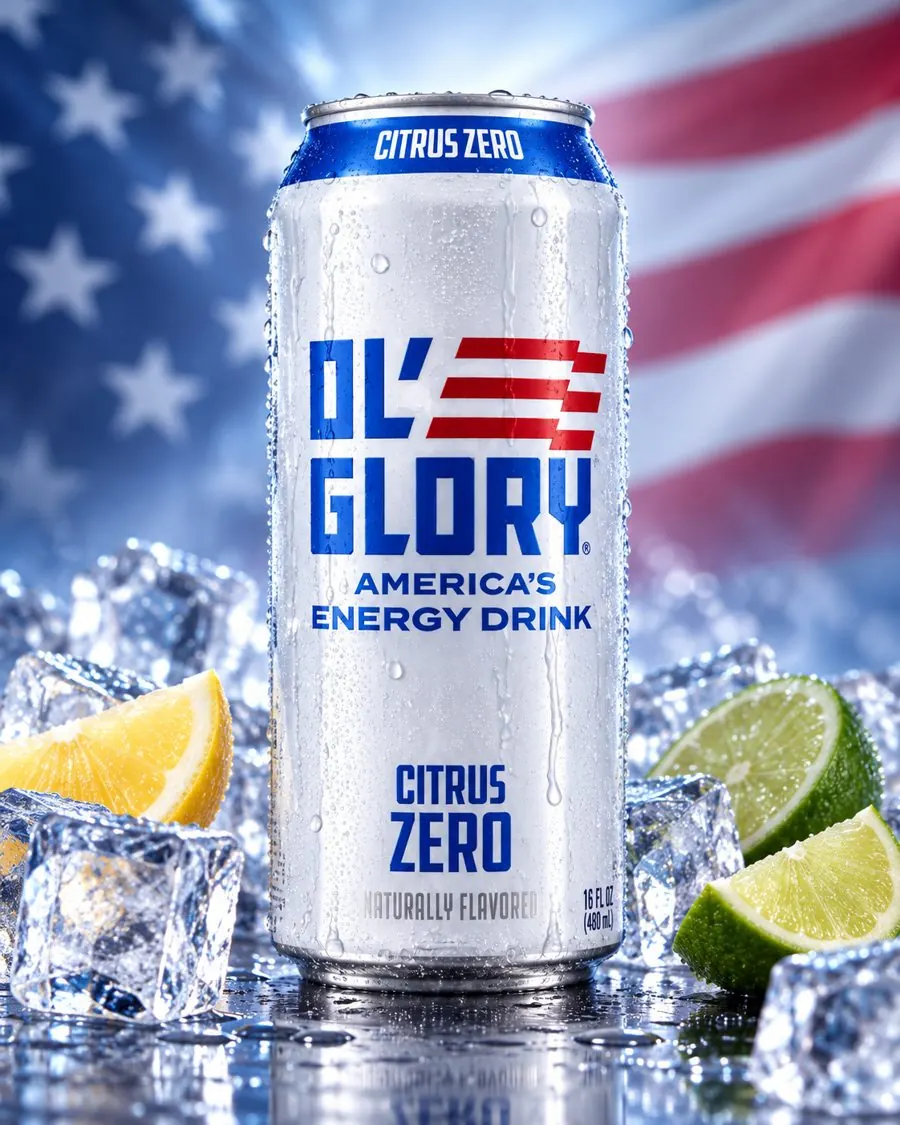 CITRUS ZERO
OL'
GLORY®
AMERICA'S
ENERGY DRINK
CITRUS
ZERO
NATURALLY FLAVORED
16 FL OZ
(480 mL)